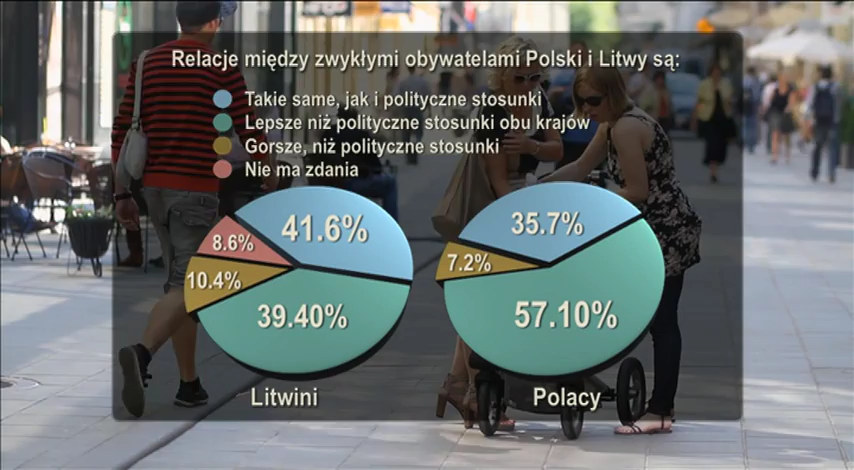 Relacje między zwykłymi obywatelami Polski i Litwy są:
Takie same, jak i polityczne stosunki
Lepsze niż polityczne stosunki obu krajów
Gorsze, niż polityczne stosunki
Nie ma zdania
41.6%
8.6%
10.4%
39.40%
Litwini
35.7%
7.2%
57.10%
Polacy